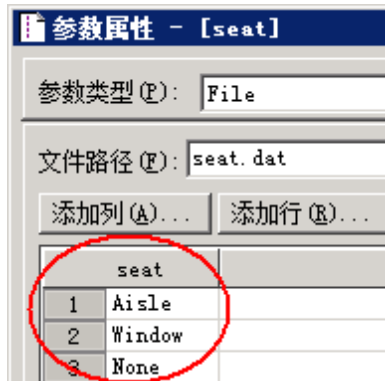 参数属性 - [seat]
参数类型(P): File
文件路径(F): seat.dat
添加列(A)... 添加行(R)...
seat
1 Aisle
2 Window
3 None